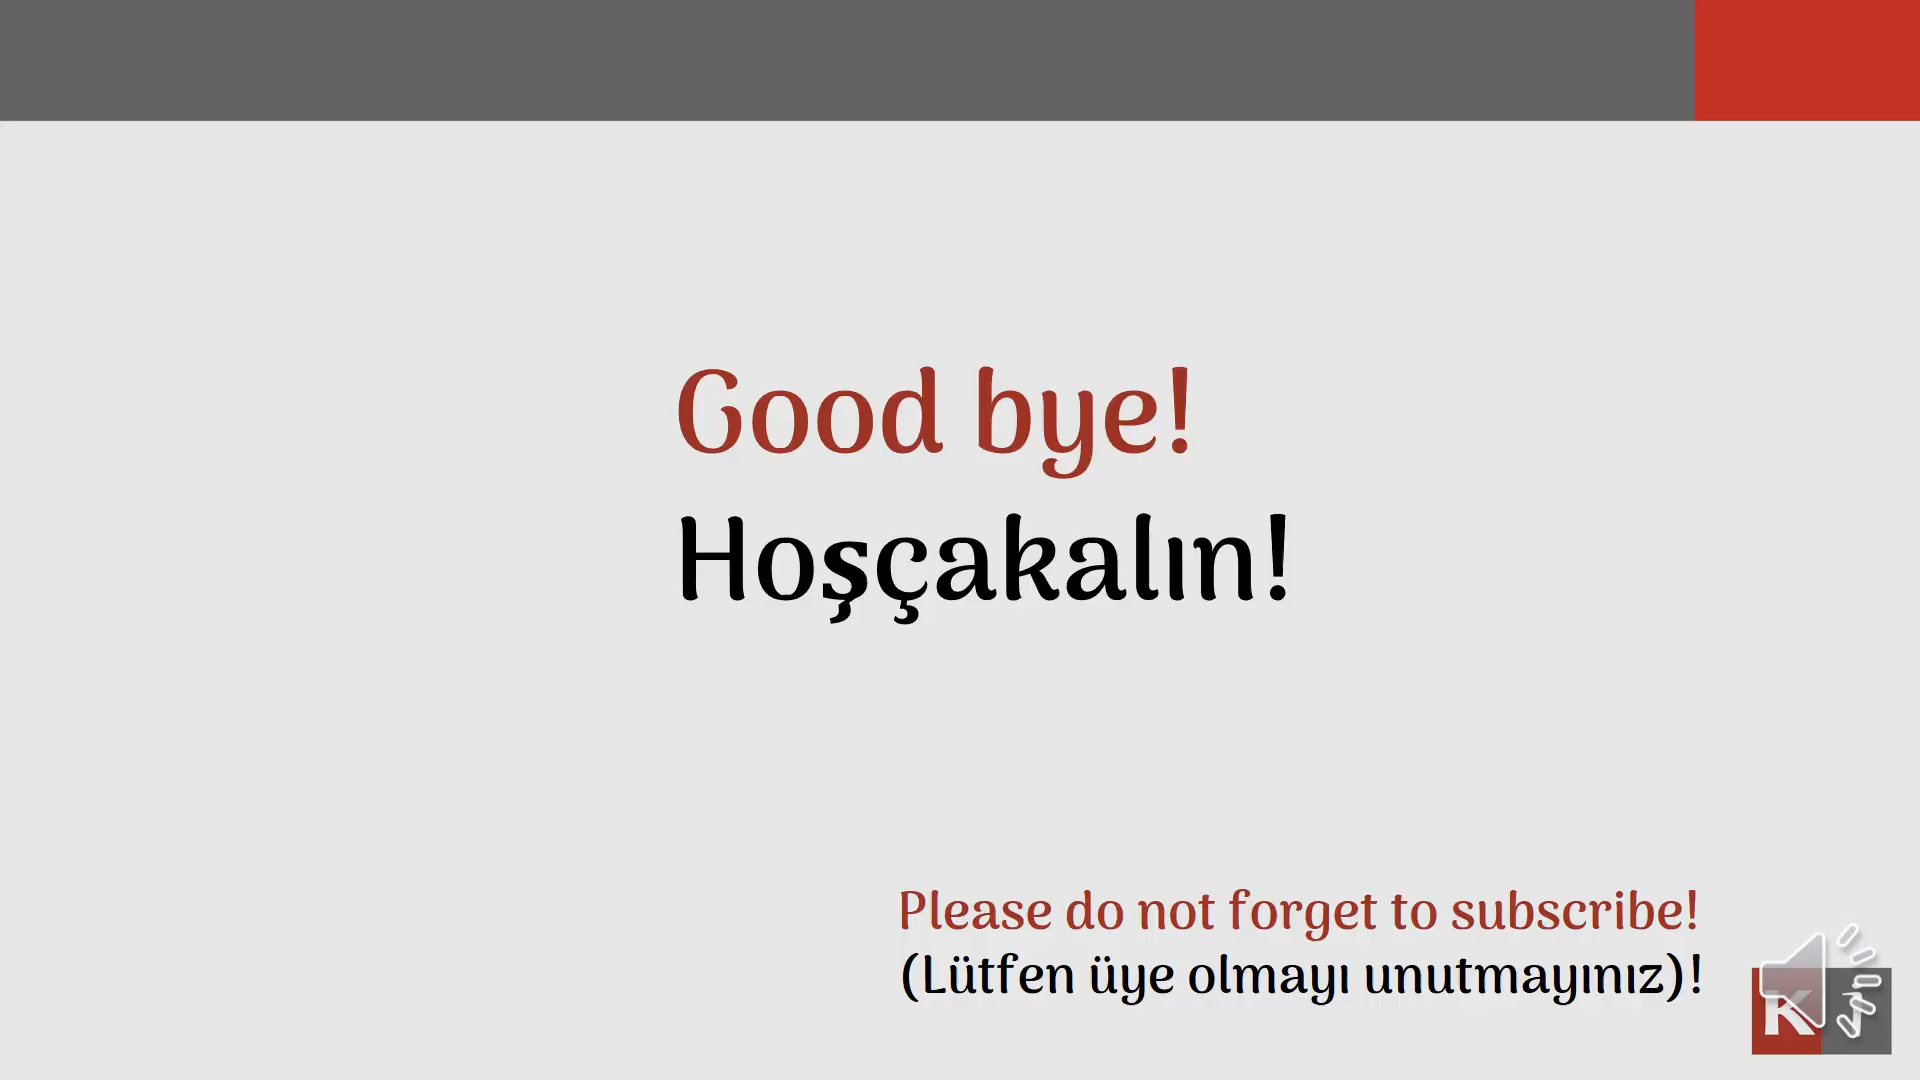 Good bye!
Hoşçakalın!
Please do not forget to subscribe!
(Lütfen üye olmayı unutmayınız)!
K